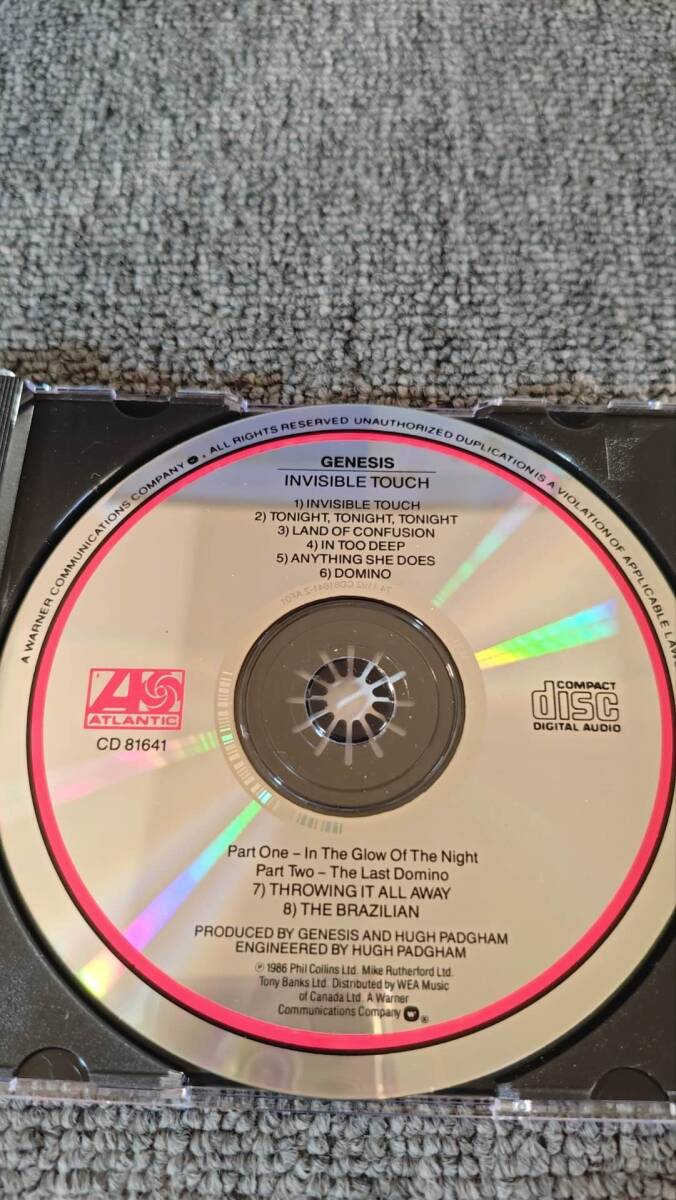 A WARNER COMMUNICATIONS COMPANY . ALL RIGHTS RESERVED UNAUTHORIZED DUPLICATION IS A VIOLATION OF APPLICABLE LAWS
GENESIS
INVISIBLE TOUCH
1) INVISIBLE TOUCH
2) TONIGHT, TONIGHT, TONIGHT
3) LAND OF CONFUSION
4) IN TOO DEEP
5) ANYTHING SHE DOES
6) DOMINO
ATLANTIC
CD 81641
COMPACT
disc
DIGITAL AUDIO
Part One – In The Glow Of The Night
Part Two – The Last Domino
7) THROWING IT ALL AWAY
8) THE BRAZILIAN
PRODUCED BY GENESIS AND HUGH PADGHAM
ENGINEERED BY HUGH PADGHAM
℗ 1986 Phil Collins Ltd. Mike Rutherford Ltd.
Tony Banks Ltd. Distributed by WEA Music
of Canada Ltd. A Warner
Communications Company ®